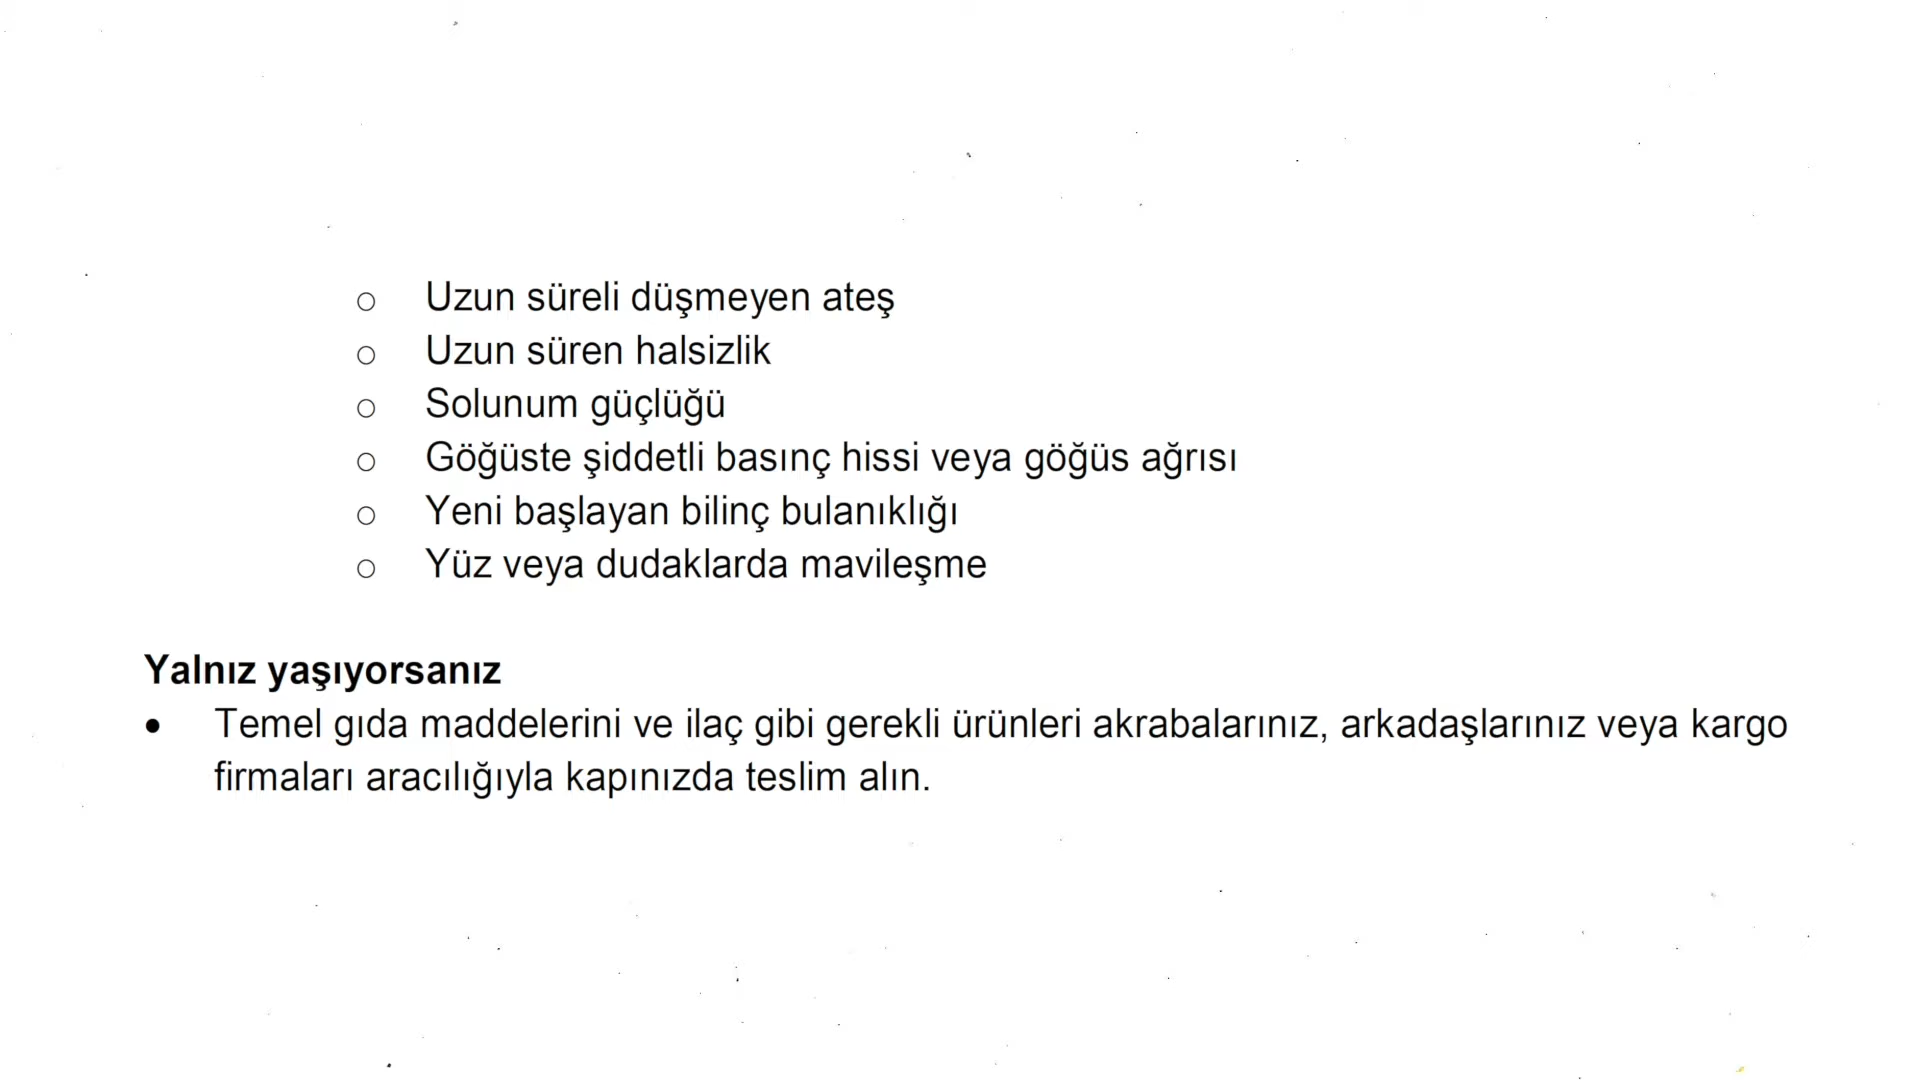 o Uzun süreli düşmeyen ateş
o Uzun süren halsizlik
o Solunum güçlüğü
o Göğüste şiddetli basınç hissi veya göğüs ağrısı
o Yeni başlayan bilinç bulanıklığı
o Yüz veya dudaklarda mavileşme
Yalnız yaşıyorsanız
• Temel gıda maddelerini ve ilaç gibi gerekli ürünleri akrabalarınız, arkadaşlarınız veya kargo
firmaları aracılığıyla kapınızda teslim alın.